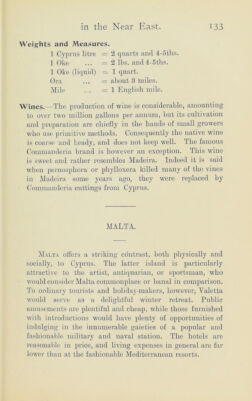 in the Near East. 133
Weights and Measures.
1 Cyprus litre = 2 quarts and 4-5ths.
1 Oke ... = 2 lbs. and 4-5ths.
1 Oke (liquid) = 1 quart.
Ora ... = about 3 miles.
Mile ... = 1 English mile.
Wines.—The production of wine is considerable, amounting
to over two million gallons per annum, but its cultivation
and preparation are chiefly in the hands of small growers
who use primitive methods. Consequently the native wine
is coarse and heady, and does not keep well. The famous
Commanderia brand is however an exception. This wine
is sweet and rather resembles Madeira. Indeed it is said
when peronosphora or phylloxera killed many of the vines
in Madeira some years ago, they were replaced by
Commanderia cuttings from Cyprus.
MALTA.
MALTA offers a striking contrast, both physically and
socially, to Cyprus. The latter island is particularly
attractive to the artist, antiquarian, or sportsman, who
would consider Malta commonplace or banal in comparison.
To ordinary tourists and holiday-makers, however, Valetta
would serve as a delightful winter retreat. Public
amusements are plentiful and cheap, while those furnished
with introductions would have plenty of opportunities of
indulging in the innumerable gaieties of a popular and
fashionable military and naval station. The hotels are
reasonable in price, and living expenses in general are far
lower than at the fashionable Mediterranean resorts.